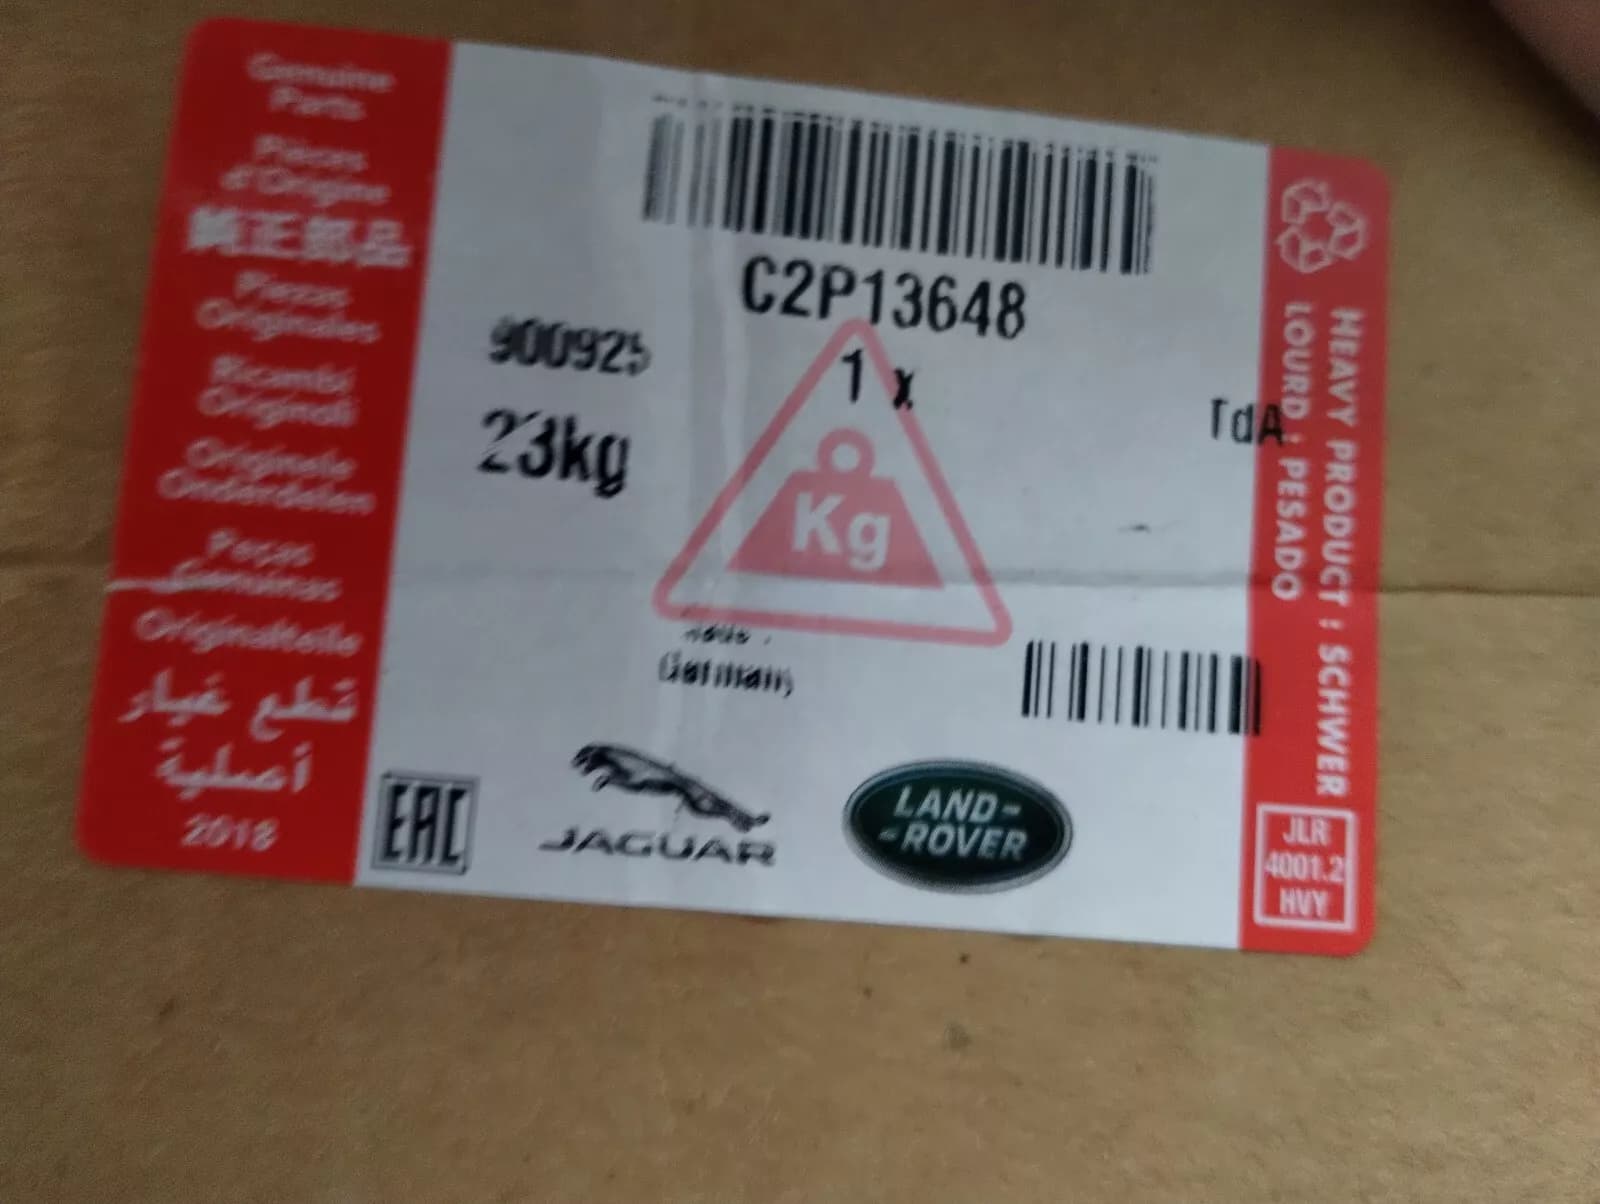 Genuine
Parts
Pièces
d'Origine
純正部品
Piezas
Originales
Ricambi
Originali
Originele
Onderdelen
Peças
Genuínas
Originalteile
قطع غيار
أصلية
2018
C2P13648
900925
1 x
23kg
TdA
Kg
Germany
EAC
JAGUAR
LAND-
-ROVER
HEAVY PRODUCT : SCHWER
LOURD : PESADO
JLR
4001.2
HVY